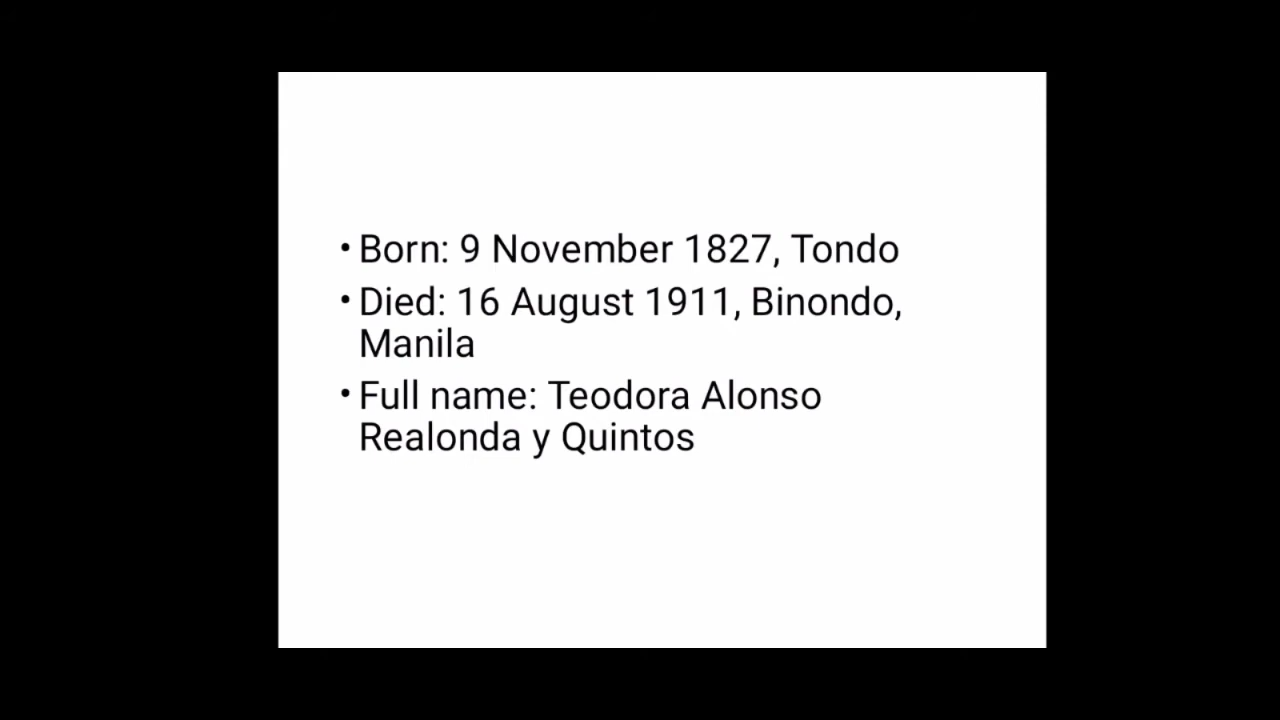 • Born: 9 November 1827, Tondo
• Died: 16 August 1911, Binondo,
Manila
• Full name: Teodora Alonso
Realonda y Quintos